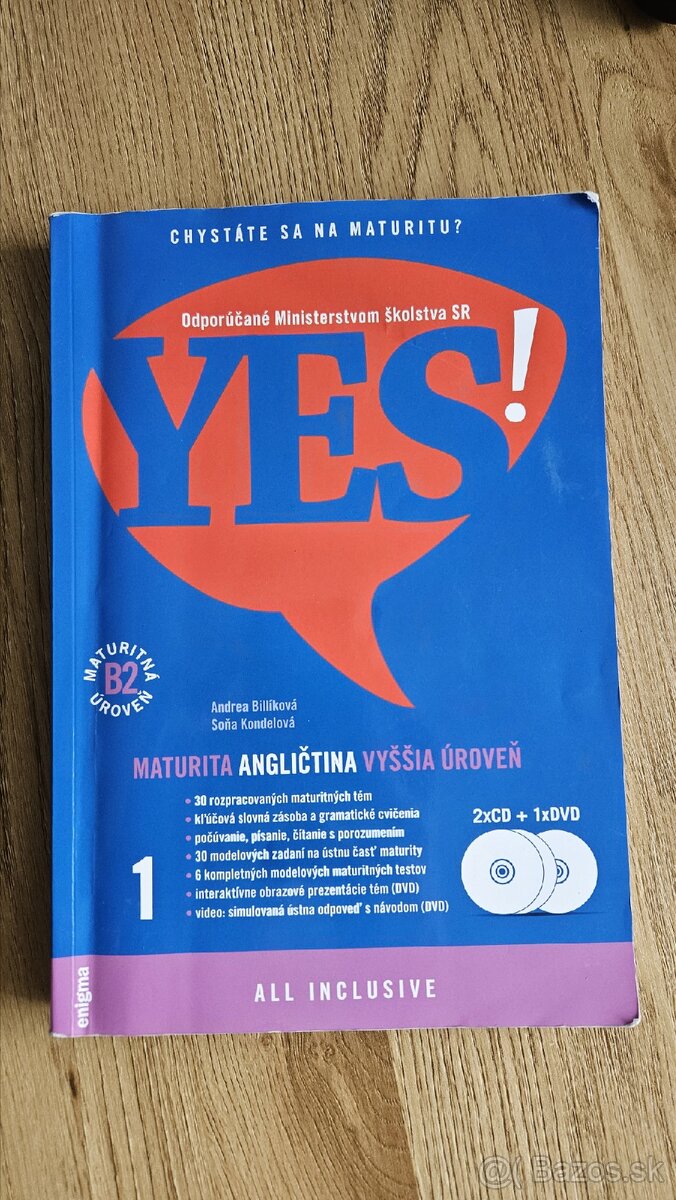 CHYSTÁTE SA NA MATURITU?
Odporúčané Ministerstvom školstva SR
YES!
MATURITNÁ
B2
ÚROVEŇ
Andrea Billíková
Soňa Kondelová
MATURITA ANGLIČTINA VYŠŠIA ÚROVEŇ
• 30 rozpracovaných maturitných tém
• kľúčová slovná zásoba a gramatické cvičenia
• počúvanie, písanie, čítanie s porozumením
• 30 modelových zadaní na ústnu časť maturity
• 6 kompletných modelových maturitných testov
• interaktívne obrazové prezentácie tém (DVD)
• video: simulovaná ústna odpoveď s návodom (DVD)
2xCD + 1xDVD
1
enigma
ALL INCLUSIVE
@( Bazos.sk